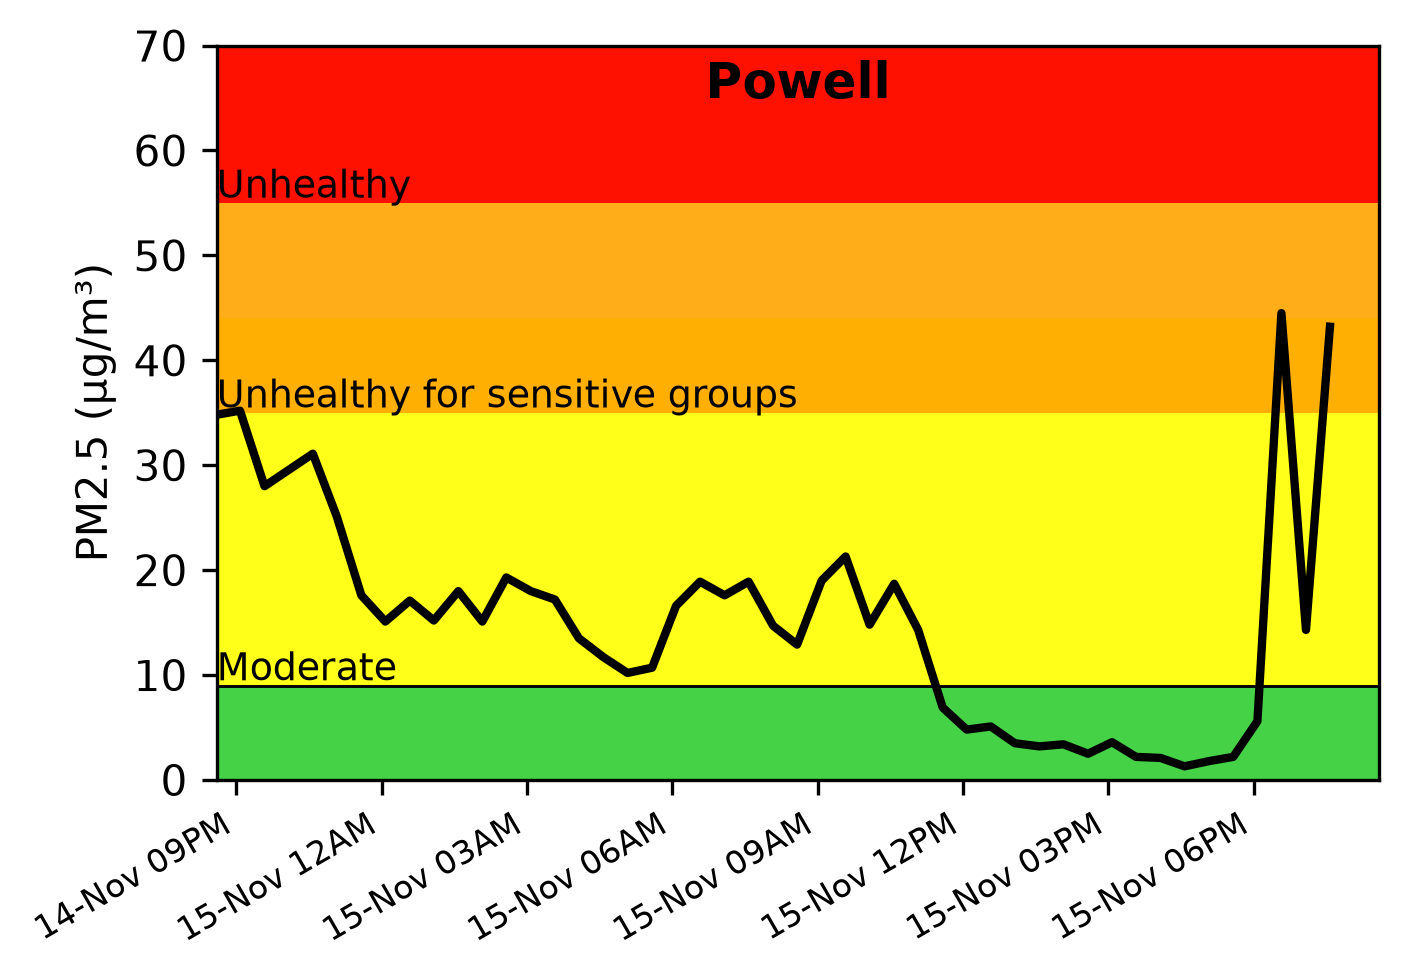 Powell
PM2.5 (µg/m³)
70
60
50
40
30
20
10
0
Unhealthy
Unhealthy for sensitive groups
Moderate
14-Nov 09PM
15-Nov 12AM
15-Nov 03AM
15-Nov 06AM
15-Nov 09AM
15-Nov 12PM
15-Nov 03PM
15-Nov 06PM